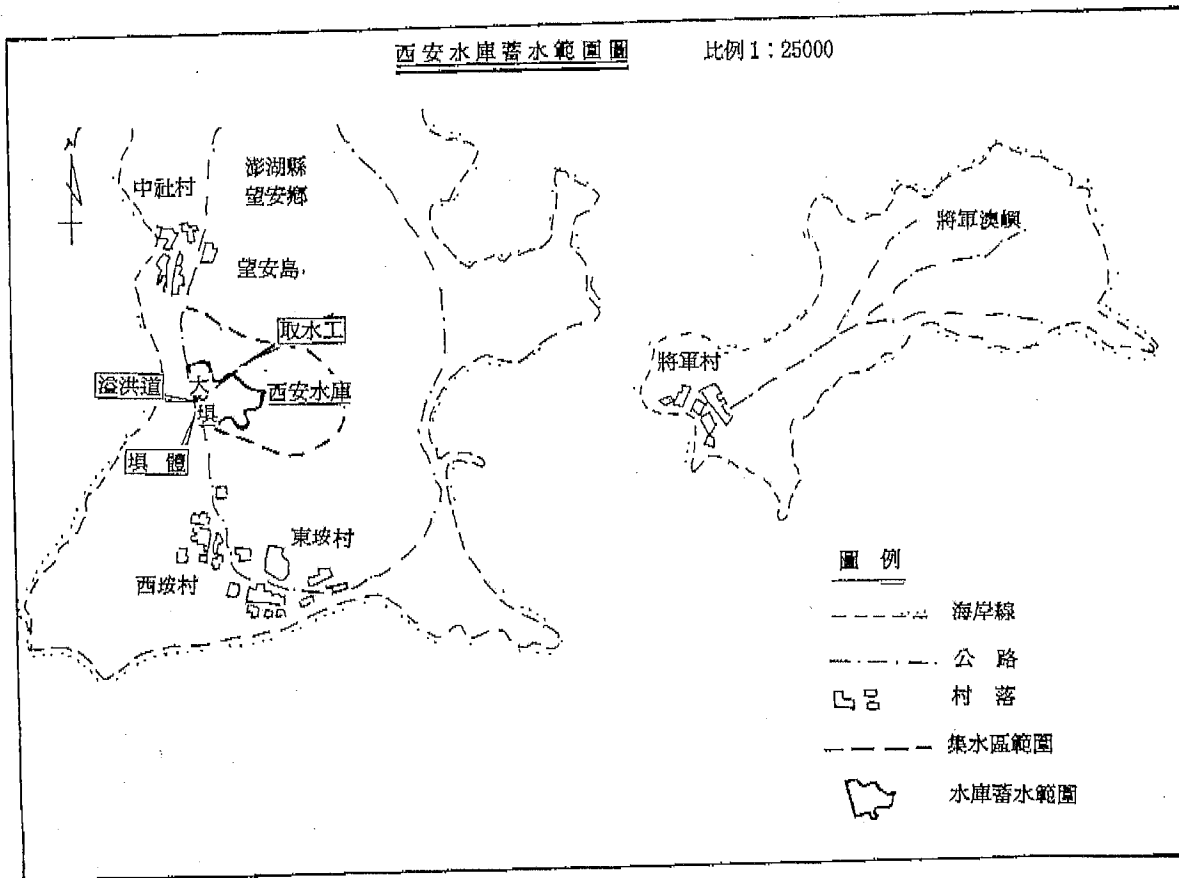 西安水庫蓄水範圍圖
比例1:25000
中社村
澎湖縣
望安鄉
望安島
將軍澳嶼
取水工
將軍村
溢洪道
大
壩
西安水庫
壩體
東垵村
西垵村
圖例
海岸線
公路
村落
集水區範圍
水庫蓄水範圍